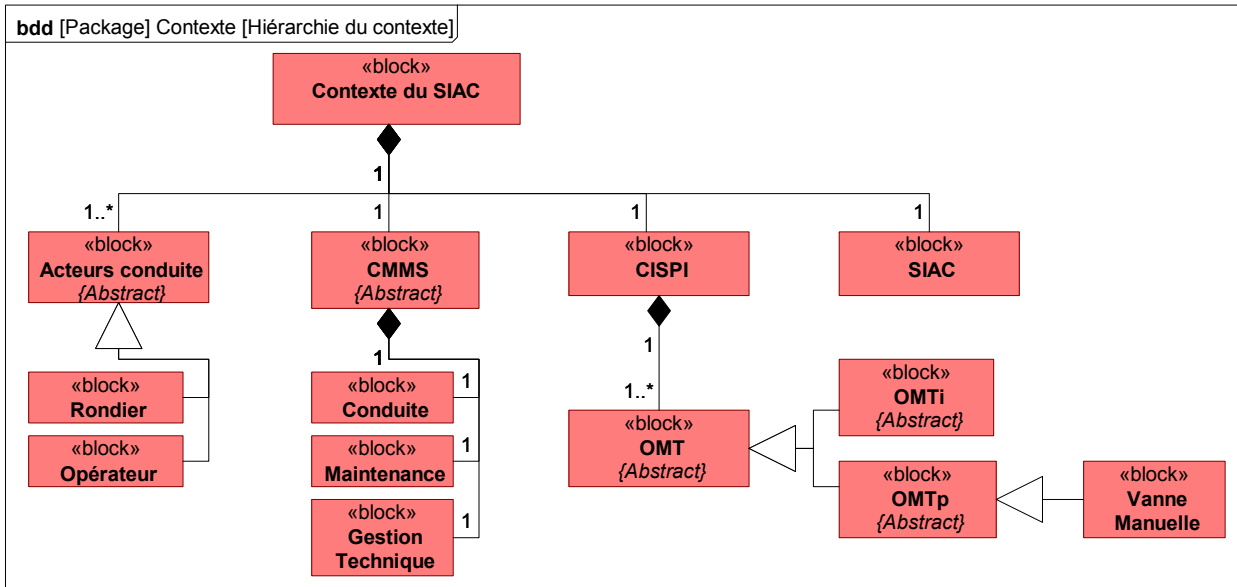 bdd [Package] Contexte [Hiérarchie du contexte]
«block»
Contexte du SIAC
1
1..*
1
1
1
«block»
Acteurs conduite
{Abstract}
«block»
CMMS
{Abstract}
«block»
CISPI
«block»
SIAC
1
1
«block»
Rondier
«block»
Opérateur
«block»
Conduite
1
«block»
Maintenance
1
«block»
Gestion
Technique
1
1..*
«block»
OMT
{Abstract}
«block»
OMTi
{Abstract}
«block»
OMTp
{Abstract}
«block»
Vanne
Manuelle